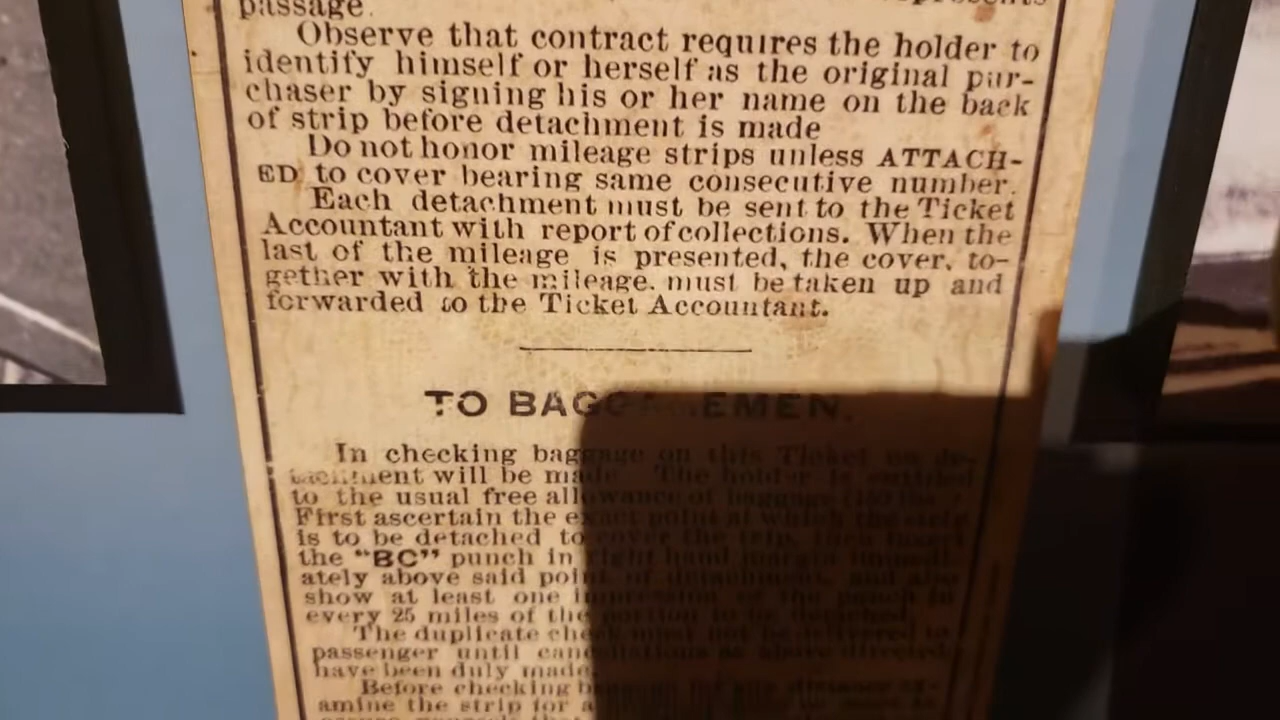 passage.
Observe that contract requires the holder to
identify himself or herself as the original pur-
chaser by signing his or her name on the back
of strip before detachment is made
Do not honor mileage strips unless ATTACH-
ED to cover bearing same consecutive number.
Each detachment must be sent to the Ticket
Accountant with report of collections. When the
last of the mileage is presented, the cover, to-
gether with the mileage, must be taken up and
forwarded to the Ticket Accountant.
TO BAGGAGEMEN.
In checking baggage on this Ticket no de-
tachment will be made. The holder is entitled
to the usual free allowance of baggage (150 lbs.)
First ascertain the exact point at which the strip
is to be detached to cover the trip, then insert
the "BC" punch in right hand margin immedi-
ately above said point of detachment, and also
show at least one impression of the punch in
every 25 miles of the portion to be detached.
The duplicate check must not be delivered to
passenger until cancellations as above directed
have been duly made.
Before checking baggage for any distance ex-
amine the strip for a